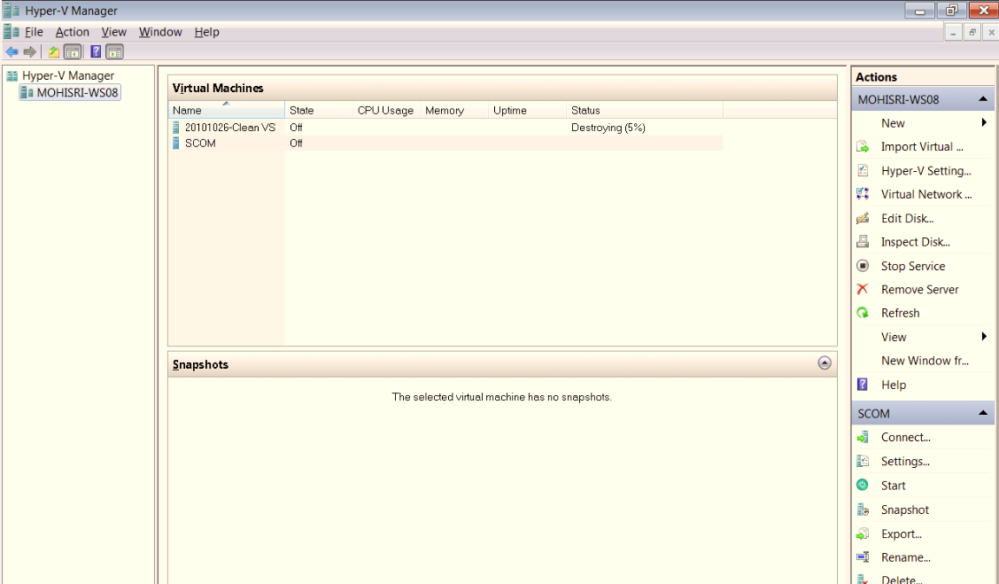 Hyper-V Manager
File Action View Window Help
Hyper-V Manager
MOHISRI-WS08
Virtual Machines
Name State CPU Usage Memory Uptime Status
20101026-Clean VS Off Destroying (5%)
SCOM Off
Snapshots
The selected virtual machine has no snapshots.
Actions
MOHISRI-WS08
New
Import Virtual ...
Hyper-V Setting...
Virtual Network ...
Edit Disk...
Inspect Disk...
Stop Service
Remove Server
Refresh
View
New Window fr...
Help
SCOM
Connect...
Settings...
Start
Snapshot
Export...
Rename...
Delete...